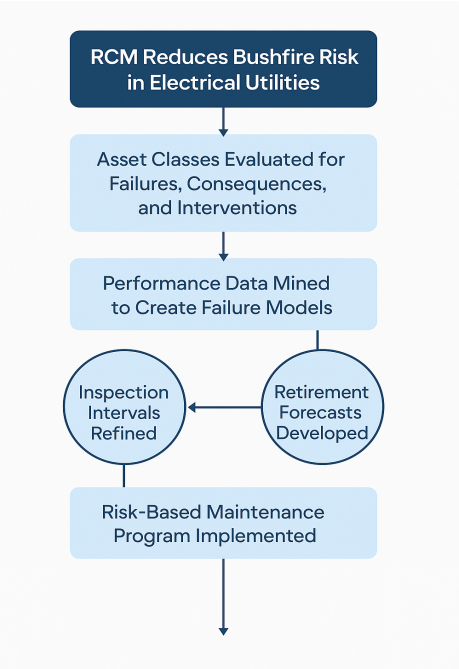 RCM Reduces Bushfire Risk
in Electrical Utilities
Asset Classes Evaluated for
Failures, Consequences,
and Interventions
Performance Data Mined
to Create Failure Models
Inspection
Intervals
Refined
Retirement
Forecasts
Developed
Risk-Based Maintenance
Program Implemented